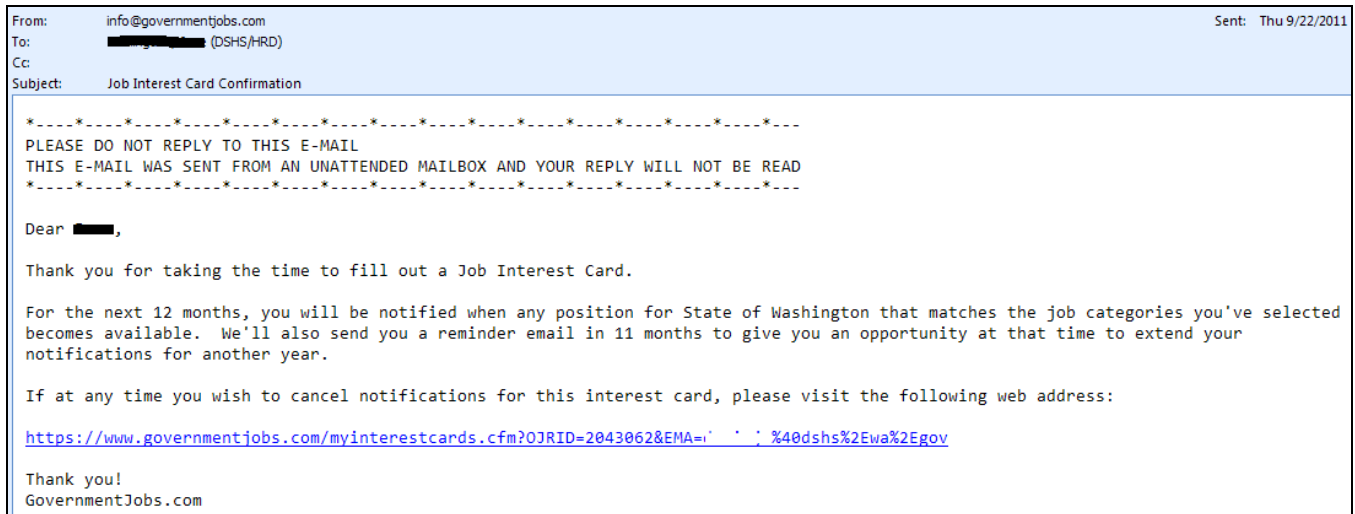 From: info@governmentjobs.com Sent: Thu 9/22/2011
To: (DSHS/HRD)
Cc:
Subject: Job Interest Card Confirmation
*----*----*----*----*----*----*----*----*----*----*----*----*----*----*----*---
PLEASE DO NOT REPLY TO THIS E-MAIL
THIS E-MAIL WAS SENT FROM AN UNATTENDED MAILBOX AND YOUR REPLY WILL NOT BE READ
*----*----*----*----*----*----*----*----*----*----*----*----*----*----*----*---
Dear ,
Thank you for taking the time to fill out a Job Interest Card.
For the next 12 months, you will be notified when any position for State of Washington that matches the job categories you've selected
becomes available.  We'll also send you a reminder email in 11 months to give you an opportunity at that time to extend your
notifications for another year.
If at any time you wish to cancel notifications for this interest card, please visit the following web address:
https://www.governmentjobs.com/myinterestcards.cfm?OJRID=2043062&EMA= %40dshs%2Ewa%2Egov
Thank you!
GovernmentJobs.com